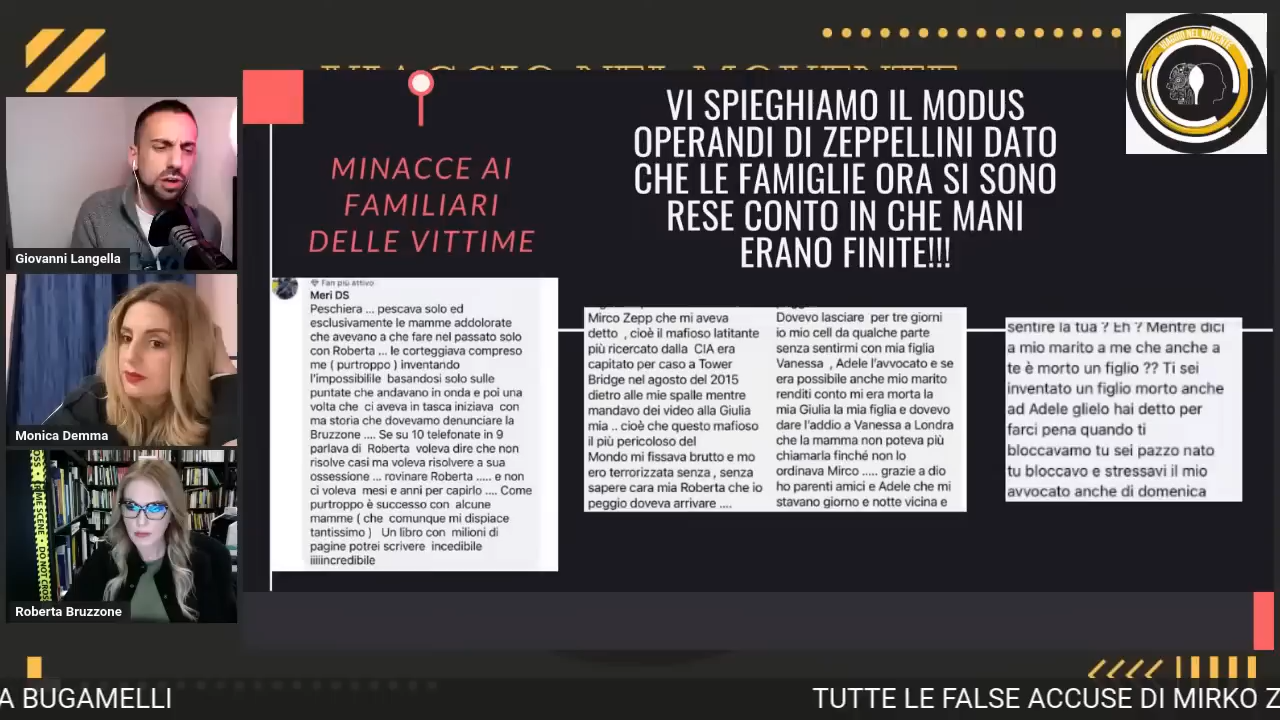 VIAGGIO NEL MOVENTE
VIAGGIO NEL MOVENTE
VI SPIEGHIAMO IL MODUS
OPERANDI DI ZEPPELLINI DATO
CHE LE FAMIGLIE ORA SI SONO
RESE CONTO IN CHE MANI
ERANO FINITE!!!
MINACCE AI
FAMILIARI
DELLE VITTIME
Giovanni Langella
Monica Demma
Roberta Bruzzone
CRIME SCENE DO NOT CROSS
Fan più attivo
Meri DS
Peschiera ... pescava solo ed
esclusivamente le mamme addolorate
che avevano a che fare nel passato solo
con Roberta ... le corteggiava compreso
me ( purtroppo ) inventando
l'impossibilile basandosi solo sulle
puntate che andavano in onda e poi una
volta che ci aveva in tasca iniziava con
ma storia che dovevamo denunciare la
Bruzzone .... Se su 10 telefonate in 9
parlava di Roberta voleva dire che non
risolve casi ma voleva risolvere a sua
ossessione ... rovinare Roberta ..... e non
ci voleva mesi e anni per capirlo .... Come
purtroppo è successo con alcune
mamme ( che comunque mi dispiace
tantissimo ) Un libro con milioni di
pagine potrei scrivere incedibile
iiiiincredibile
Mirco Zepp che mi aveva
detto , cioè il mafioso latitante
più ricercato dalla CIA era
capitato per caso a Tower
Bridge nel agosto del 2015
dietro alle mie spalle mentre
mandavo dei video alla Giulia
mia .. cioè che questo mafioso
il più pericoloso del
Mondo mi fissava brutto e mo
ero terrorizzata senza , senza
sapere cara mia Roberta che io
peggio doveva arrivare ....
Dovevo lasciare per tre giorni
io mio cell da qualche parte
senza sentirmi con mia figlia
Vanessa , Adele l'avvocato e se
era possibile anche mio marito
renditi conto mi era morta la
mia Giulia la mia figlia e dovevo
dare l'addio a Vanessa a Londra
che la mamma non poteva più
chiamarla finché non lo
ordinava Mirco ..... grazie a dio
ho parenti amici e Adele che mi
stavano giorno e notte vicina e
sentire la tua ? Eh ? Mentre dici
a mio marito a me che anche a
te è morto un figlio ?? Ti sei
inventato un figlio morto anche
ad Adele glielo hai detto per
farci pena quando ti
bloccavamo tu sei pazzo nato
tu bloccavo e stressavi il mio
avvocato anche di domenica
A BUGAMELLI
TUTTE LE FALSE ACCUSE DI MIRKO Z